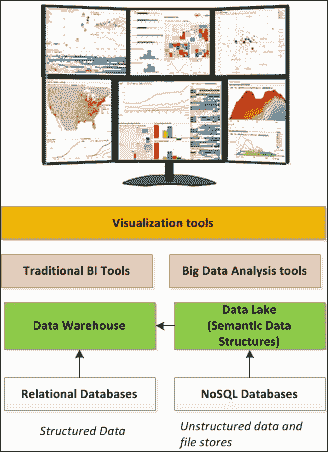 Visualization tools
Traditional BI Tools
Big Data Analysis tools
Data Warehouse
Data Lake
(Semantic Data
Structures)
Relational Databases
NoSQL Databases
Structured Data
Unstructured data and
file stores